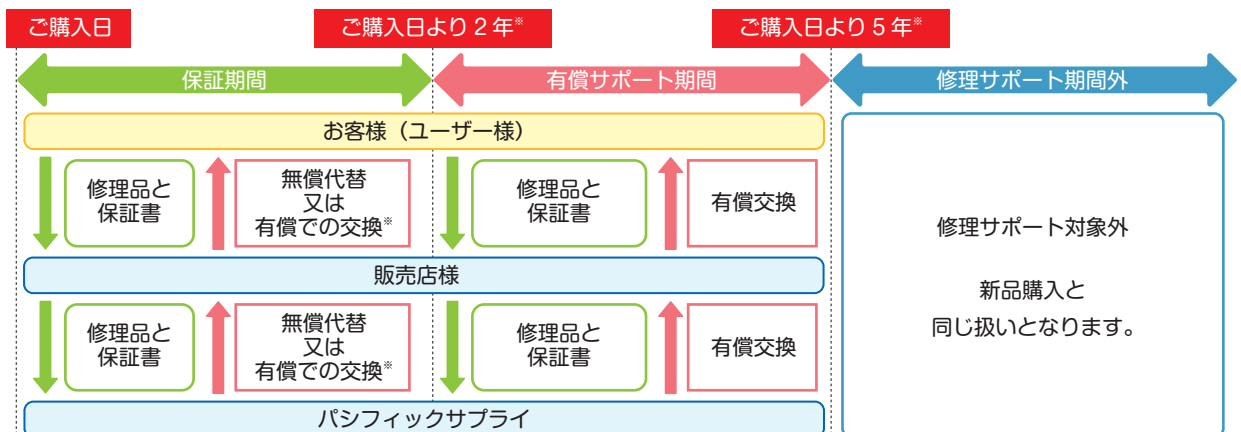 ご購入日
ご購入日より2年※
ご購入日より5年※
保証期間
有償サポート期間
修理サポート期間外
お客様（ユーザー様）
修理品と
保証書
無償代替
又は
有償での交換※
修理品と
保証書
有償交換
販売店様
修理品と
保証書
無償代替
又は
有償での交換※
修理品と
保証書
有償交換
パシフィックサプライ
修理サポート対象外
新品購入と
同じ扱いとなります。